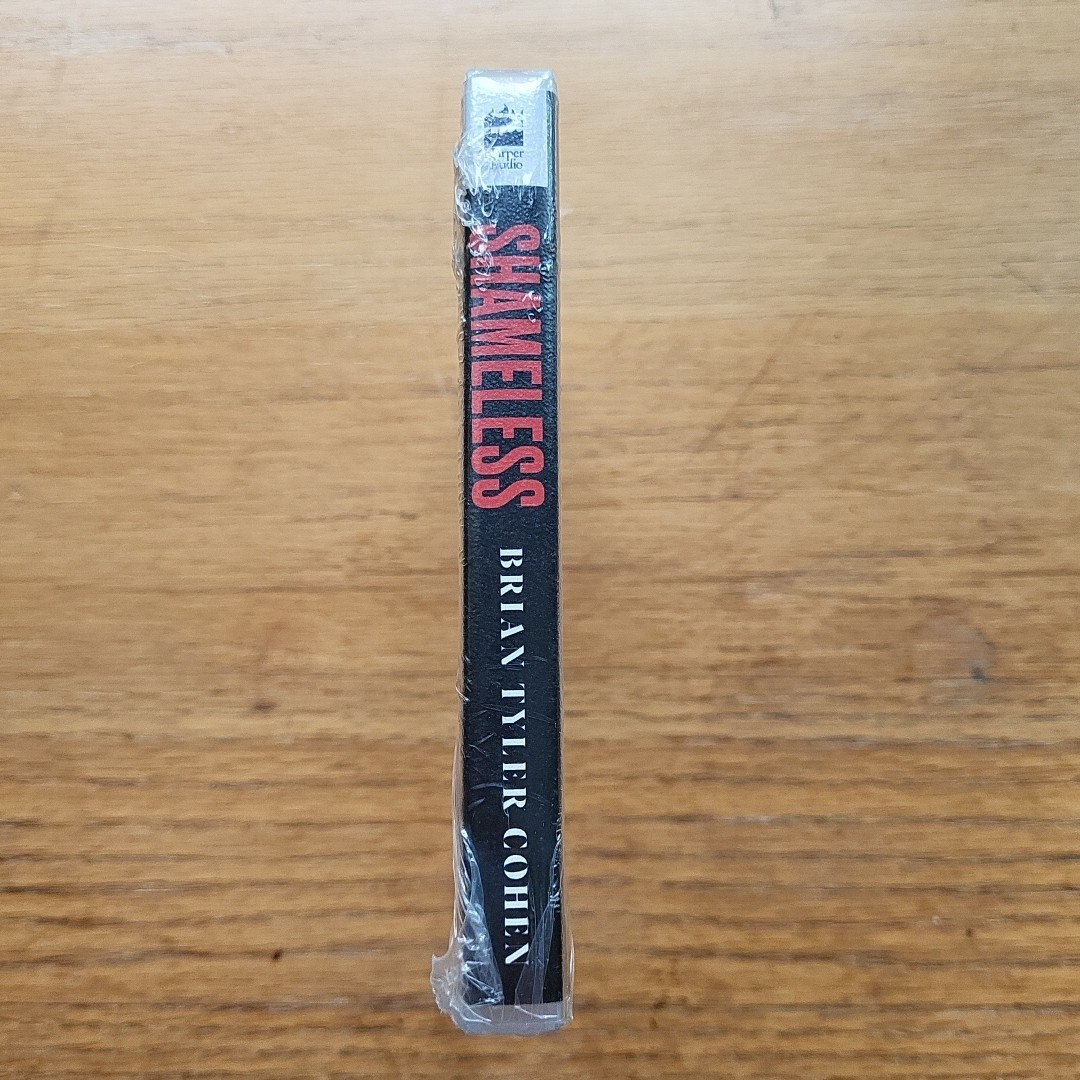 Harper
Audio
SHAMELESS
BRIAN TYLER COHEN